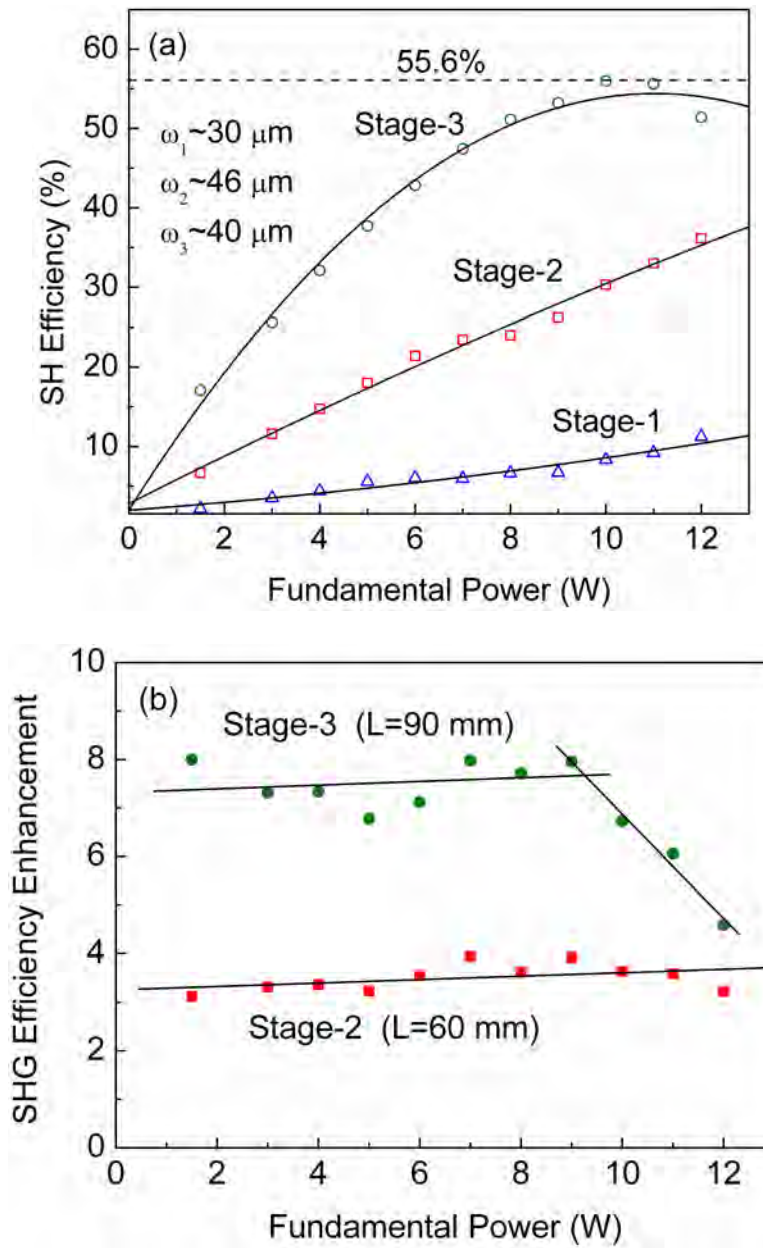 (a)
60
55.6%
50
Stage-3
ω₁~30 μm
ω₂~46 μm
40
ω₃~40 μm
Stage-2
30
20
Stage-1
10
SH Efficiency (%)
0 2 4 6 8 10 12
Fundamental Power (W)
10
(b)
Stage-3 (L=90 mm)
8
6
4
Stage-2 (L=60 mm)
2
0
SHG Efficiency Enhancement
0 2 4 6 8 10 12
Fundamental Power (W)